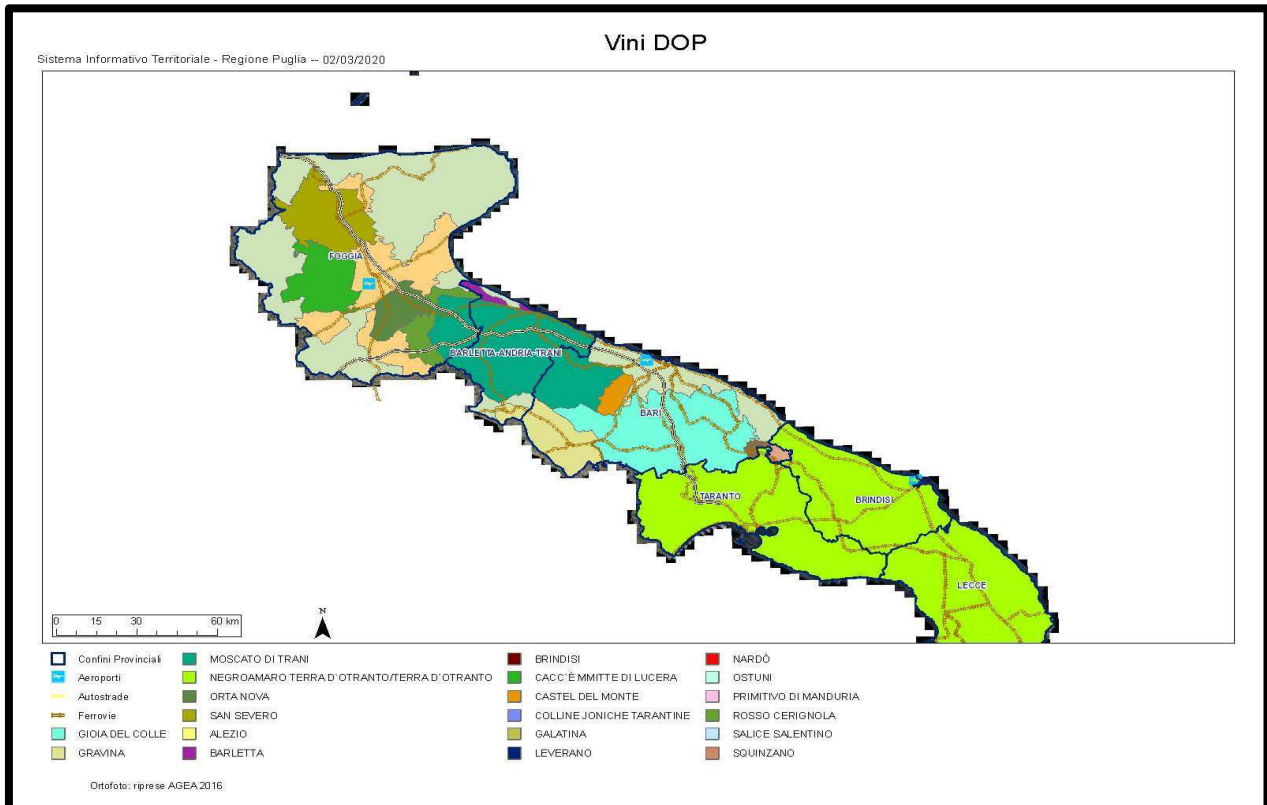 Vini DOP
Sistema Informativo Territoriale - Regione Puglia -- 02/03/2020
FOGGIA
BARLETTA-ANDRIA-TRANI
BARI
TARANTO
BRINDISI
LECCE
0 15 30 60 km
N
Confini Provinciali
Aeroporti
Autostrade
Ferrovie
GIOIA DEL COLLE
GRAVINA
MOSCATO DI TRANI
NEGROAMARO TERRA D'OTRANTO/TERRA D'OTRANTO
ORTA NOVA
SAN SEVERO
ALEZIO
BARLETTA
BRINDISI
CACC'È MMITTE DI LUCERA
CASTEL DEL MONTE
COLLINE JONICHE TARANTINE
GALATINA
LEVERANO
NARDÒ
OSTUNI
PRIMITIVO DI MANDURIA
ROSSO CERIGNOLA
SALICE SALENTINO
SQUINZANO
Ortofoto: riprese AGEA 2016